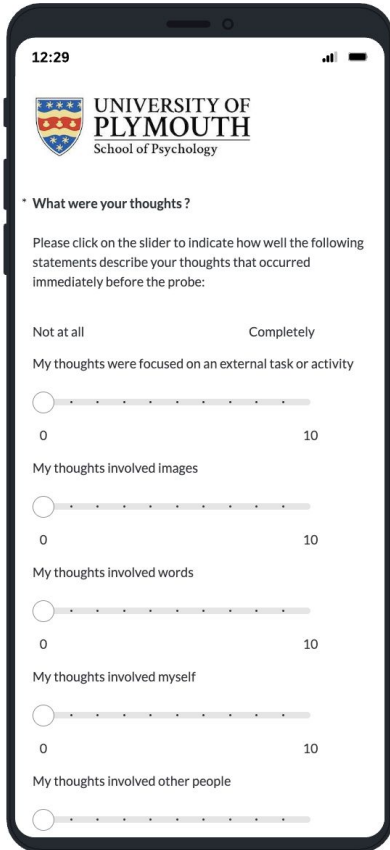 12:29
UNIVERSITY OF
PLYMOUTH
School of Psychology
* What were your thoughts ?
Please click on the slider to indicate how well the following
statements describe your thoughts that occurred
immediately before the probe:
Not at all Completely
My thoughts were focused on an external task or activity
0 10
My thoughts involved images
0 10
My thoughts involved words
0 10
My thoughts involved myself
0 10
My thoughts involved other people